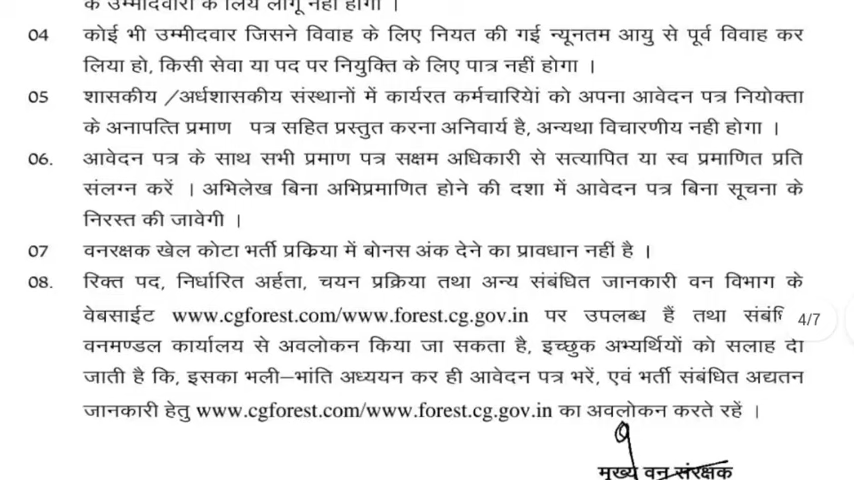 के उम्मीदवारों के लिये लागू नहीं होगा ।
04 कोई भी उम्मीदवार जिसने विवाह के लिए नियत की गई न्यूनतम आयु से पूर्व विवाह कर
लिया हो, किसी सेवा या पद पर नियुक्ति के लिए पात्र नहीं होगा ।
05 शासकीय /अर्धशासकीय संस्थानों में कार्यरत कर्मचारियेां को अपना आवेदन पत्र नियोक्ता
के अनापत्ति प्रमाण पत्र सहित प्रस्तुत करना अनिवार्य है, अन्यथा विचारणीय नही होगा ।
06. आवेदन पत्र के साथ सभी प्रमाण पत्र सक्षम अधिकारी से सत्यापित या स्व प्रमाणित प्रति
संलग्न करें । अभिलेख बिना अभिप्रमाणित होने की दशा में आवेदन पत्र बिना सूचना के
निरस्त की जावेगी ।
07 वनरक्षक खेल कोटा भर्ती प्रक्रिया में बोनस अंक देने का प्रावधान नहीं है ।
08. रिक्त पद, निर्धारित अर्हता, चयन प्रक्रिया तथा अन्य संबंधित जानकारी वन विभाग के
वेबसाईट www.cgforest.com/www.forest.cg.gov.in पर उपलब्ध हैं तथा
4/7
वनमण्डल कार्यालय से अवलोकन किया जा सकता है, इच्छुक अभ्यर्थियों को सलाह दी
जाती है कि, इसका भली–भांति अध्ययन कर ही आवेदन पत्र भरें, एवं भर्ती संबंधित अद्यतन
जानकारी हेतु www.cgforest.com/www.forest.cg.gov.in का अवलोकन करते रहें ।
मुख्य वन संरक्षक